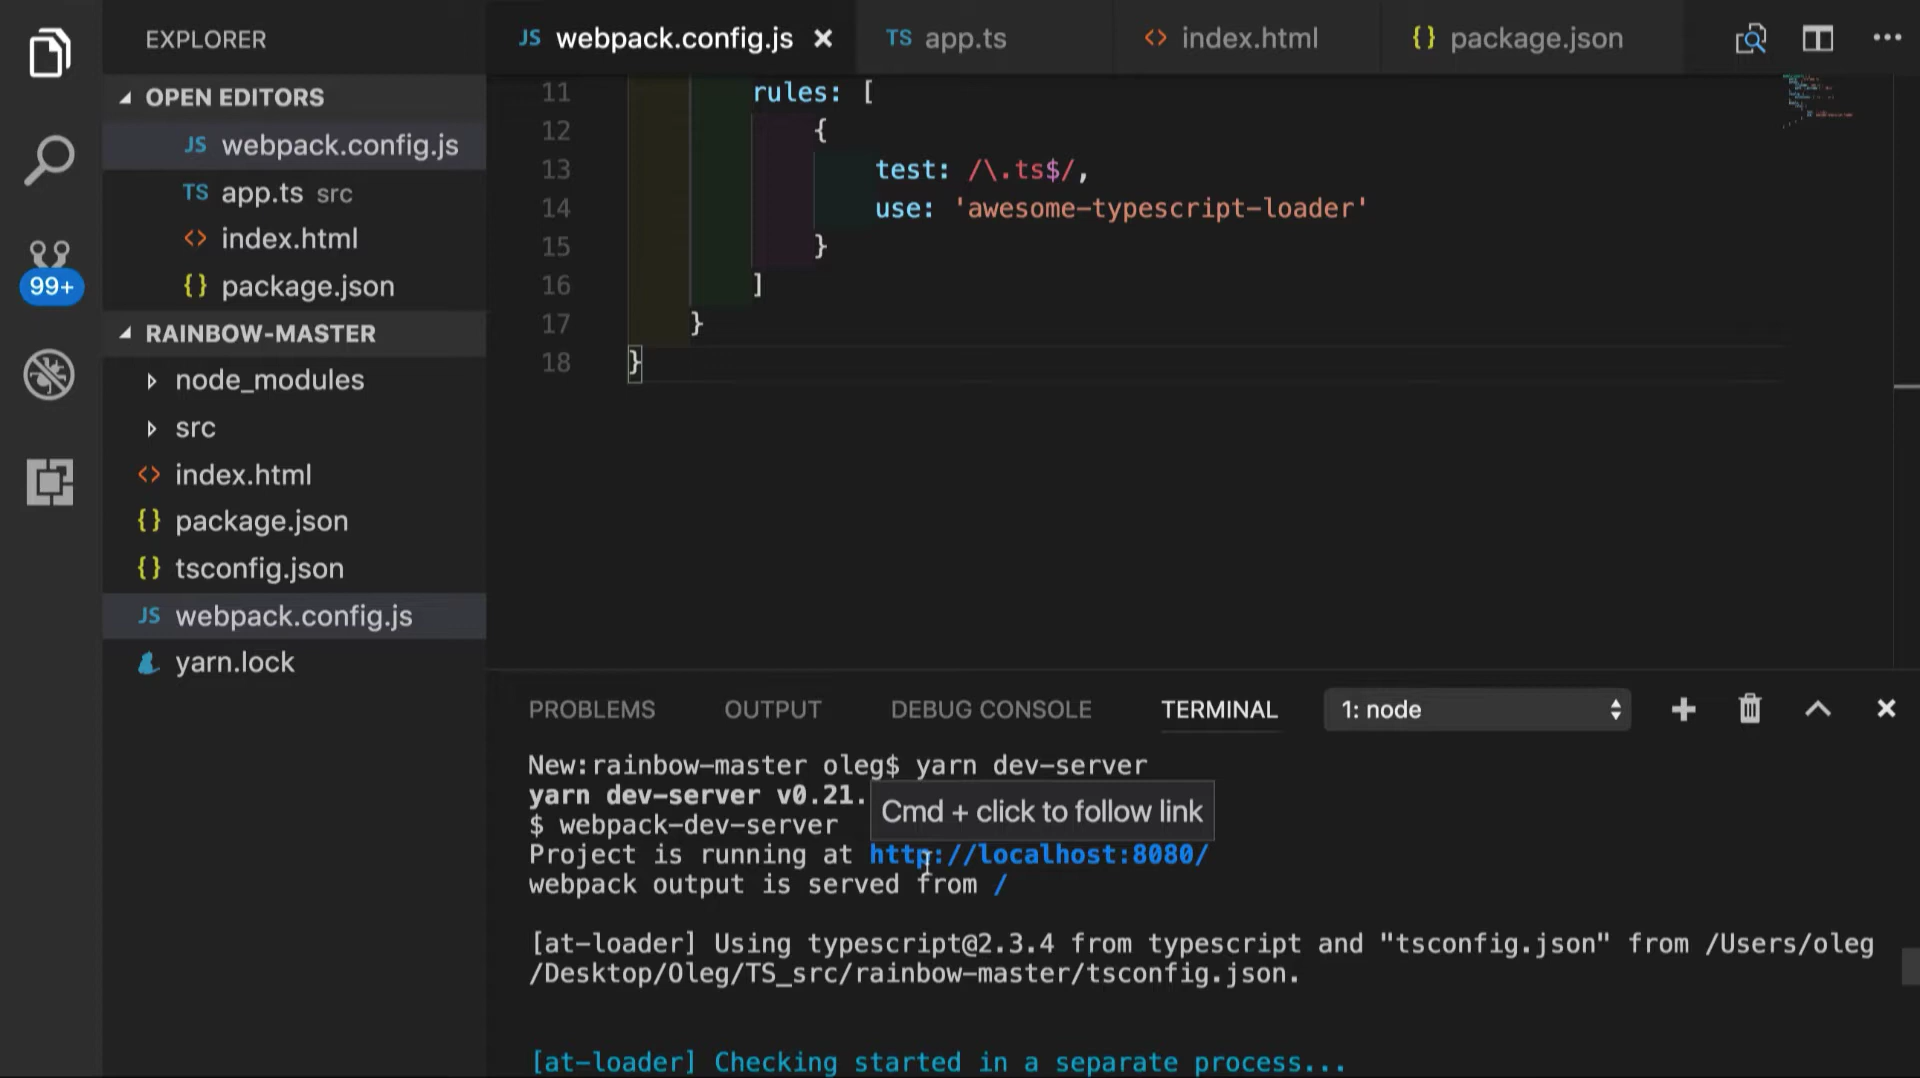 EXPLORER
OPEN EDITORS
JS webpack.config.js
TS app.ts src
<> index.html
{} package.json
99+
RAINBOW-MASTER
node_modules
src
<> index.html
{} package.json
{} tsconfig.json
JS webpack.config.js
yarn.lock
JS webpack.config.js
TS app.ts
<> index.html
{} package.json
11 rules: [
12 {
13 test: /\.ts$/,
14 use: 'awesome-typescript-loader'
15 }
16 ]
17 }
18 }
PROBLEMS OUTPUT DEBUG CONSOLE TERMINAL 1: node
New:rainbow-master oleg$ yarn dev-server
yarn dev-server v0.21.
Cmd + click to follow link
$ webpack-dev-server
Project is running at http://localhost:8080/
webpack output is served from /
[at-loader] Using typescript@2.3.4 from typescript and "tsconfig.json" from /Users/oleg
/Desktop/Oleg/TS_src/rainbow-master/tsconfig.json.
[at-loader] Checking started in a separate process...